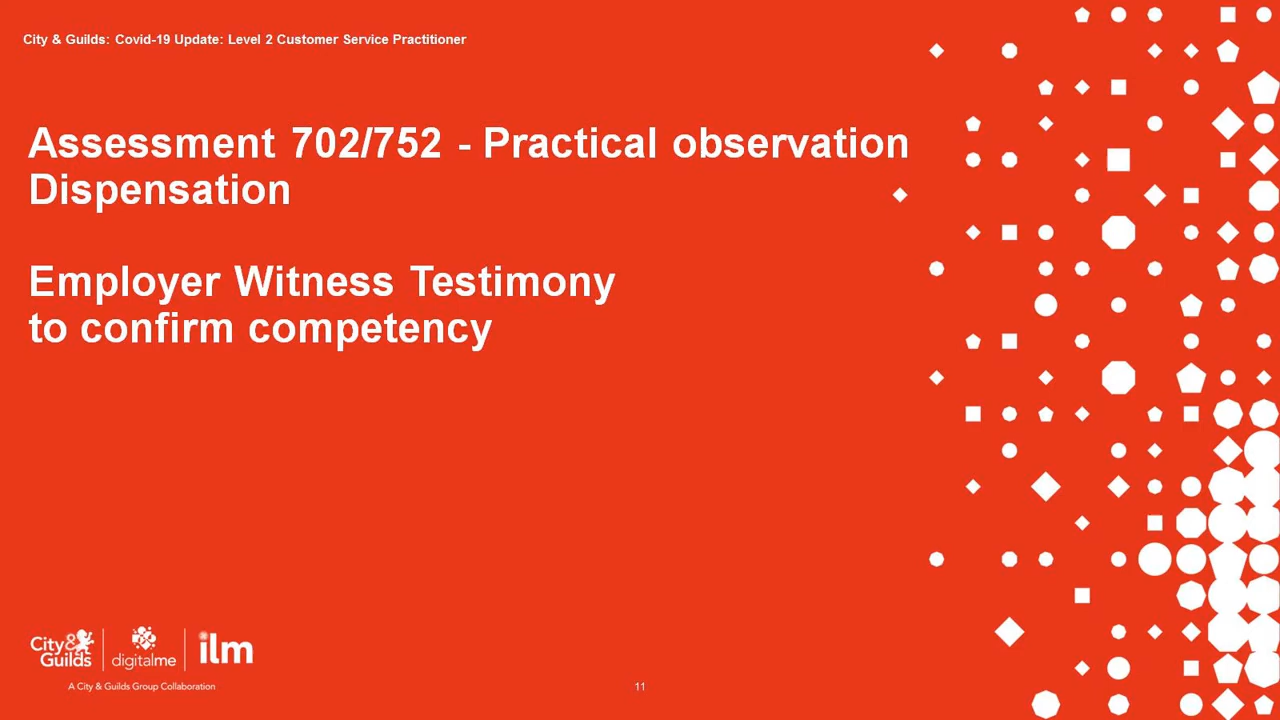 City & Guilds: Covid-19 Update: Level 2 Customer Service Practitioner
Assessment 702/752 - Practical observation
Dispensation
Employer Witness Testimony
to confirm competency
City&
Guilds
digitalme
ilm
A City & Guilds Group Collaboration
11